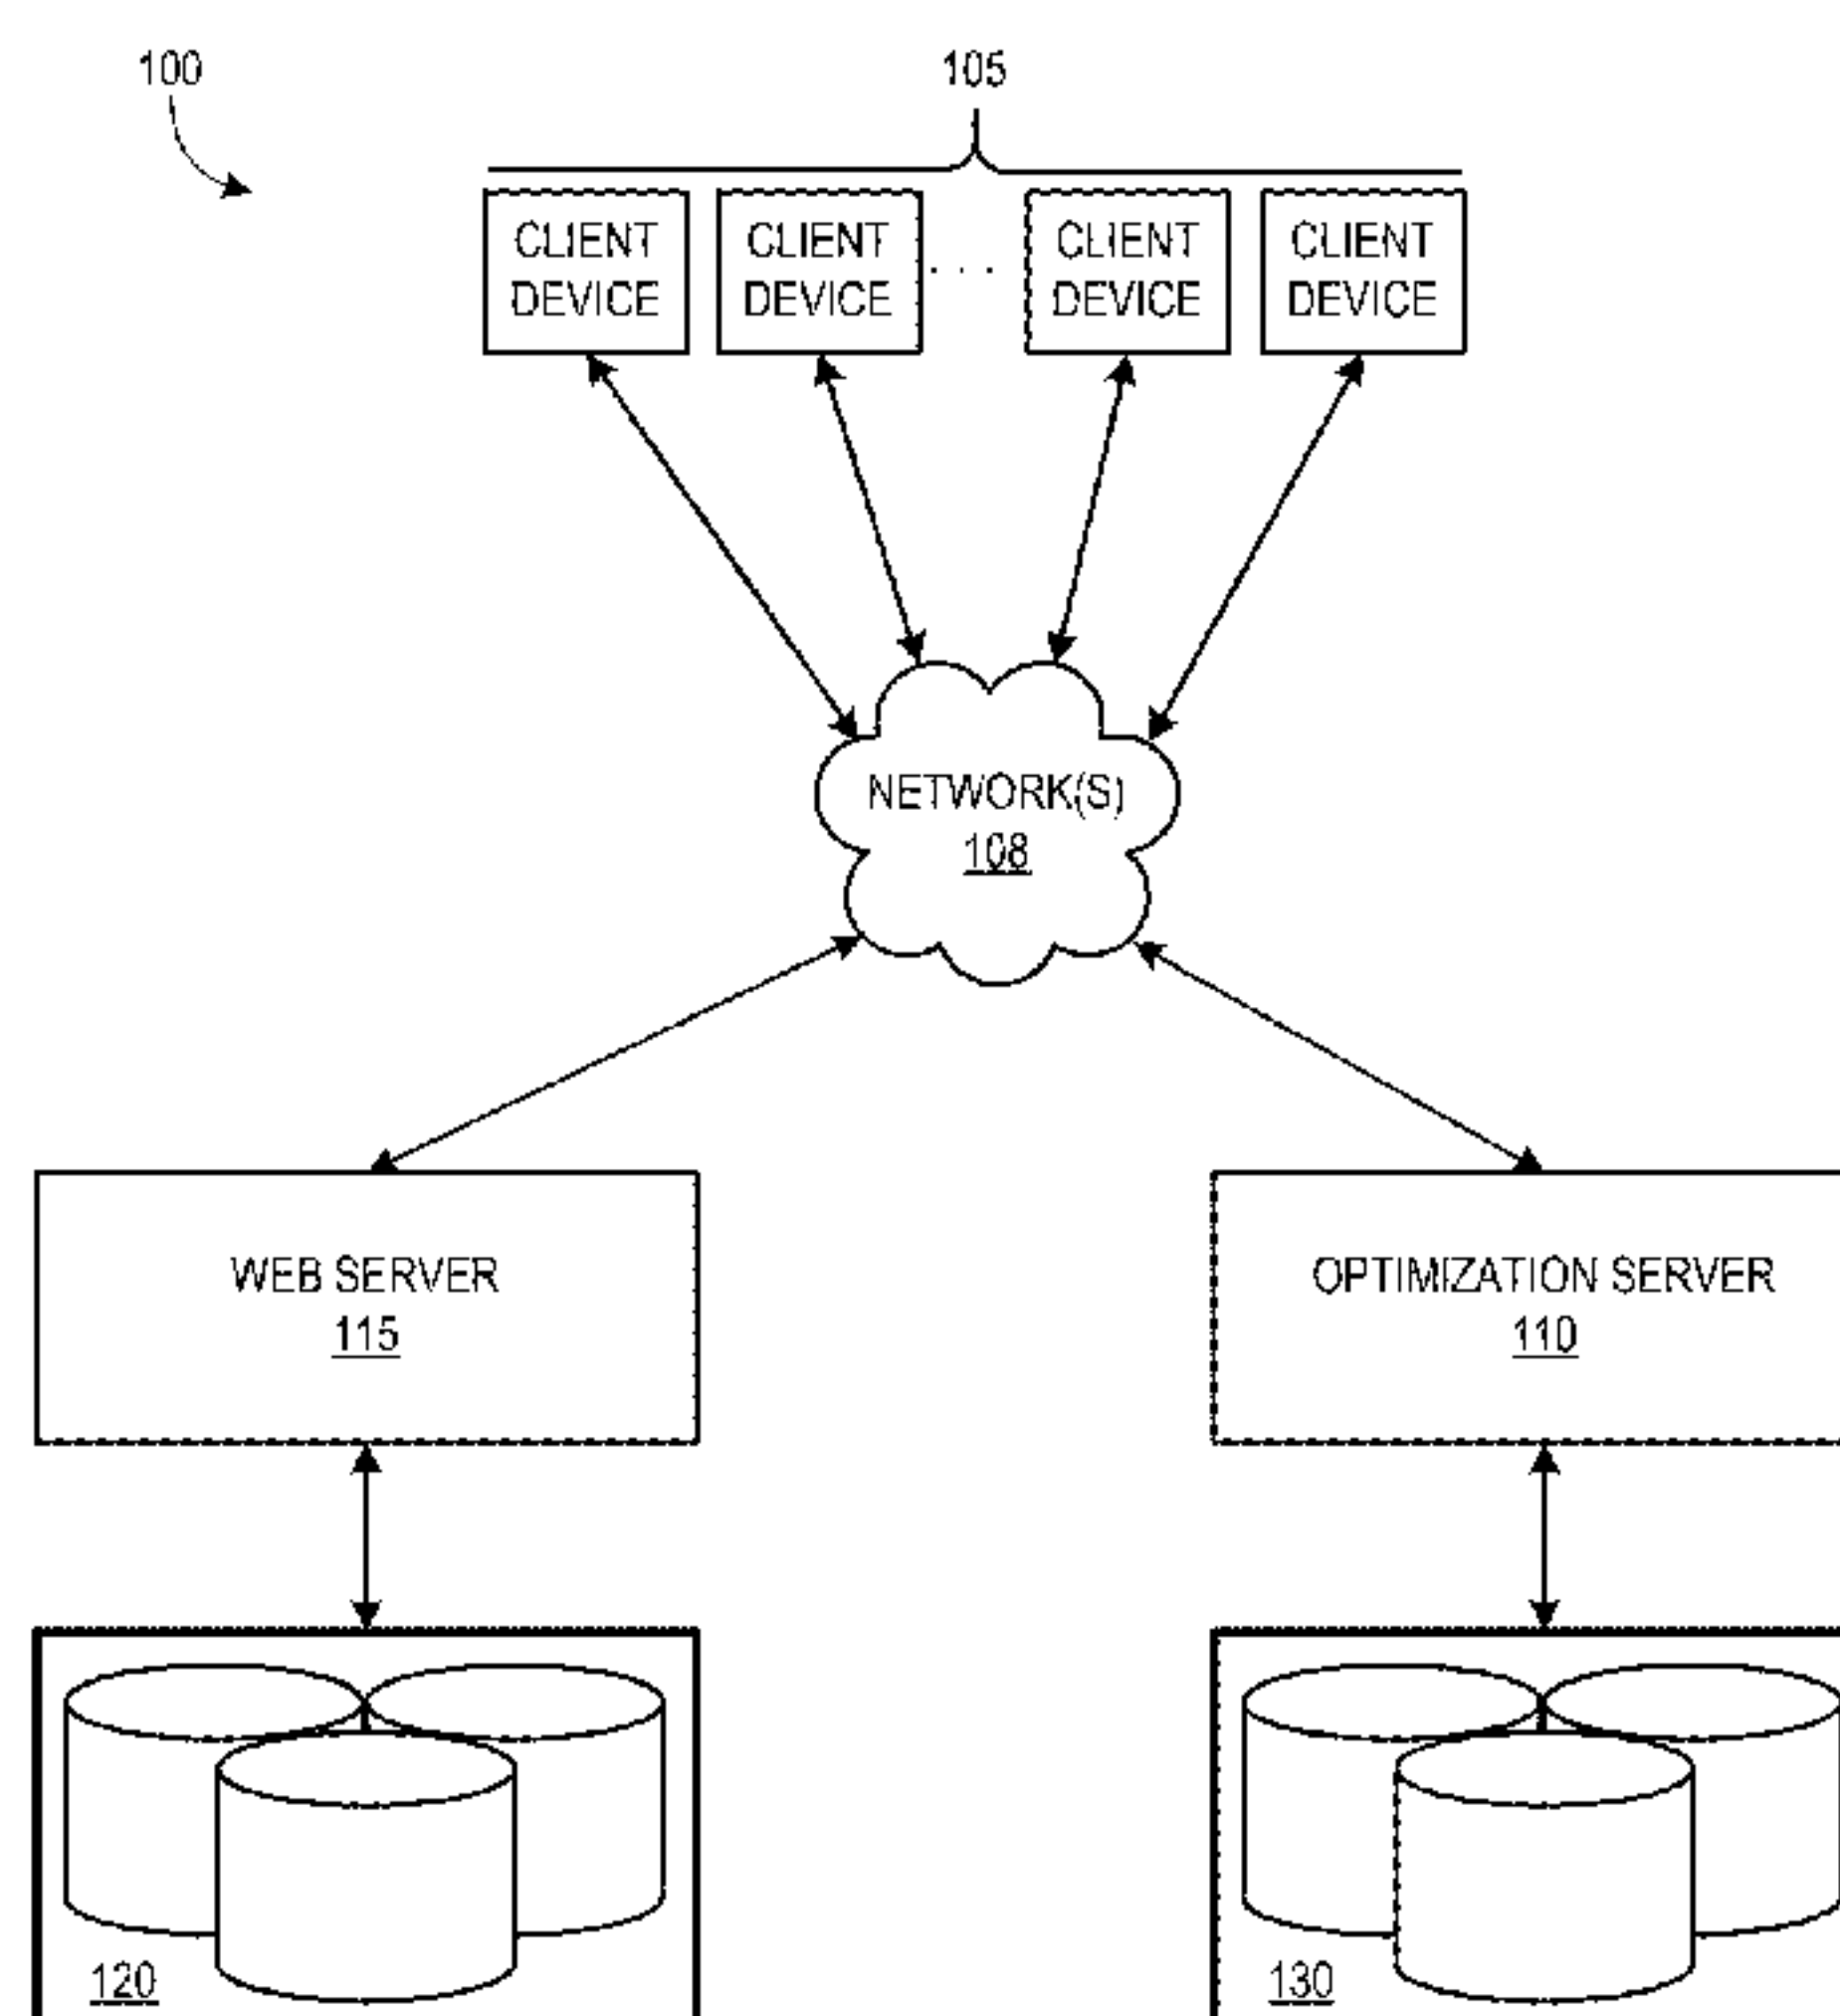 100
105
CLIENT
DEVICE
CLIENT
DEVICE
. . .
CLIENT
DEVICE
CLIENT
DEVICE
NETWORK(S)
108
WEB SERVER
115
OPTIMIZATION SERVER
110
120
130